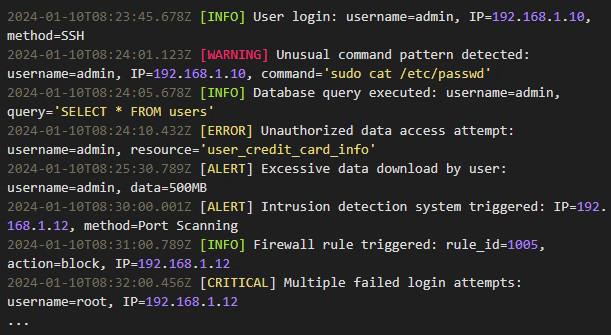 2024-01-10T08:23:45.678Z [INFO] User login: username=admin, IP=192.168.1.10,
method=SSH
2024-01-10T08:24:01.123Z [WARNING] Unusual command pattern detected:
username=admin, IP=192.168.1.10, command='sudo cat /etc/passwd'
2024-01-10T08:24:05.678Z [INFO] Database query executed: username=admin,
query='SELECT * FROM users'
2024-01-10T08:24:10.432Z [ERROR] Unauthorized data access attempt:
username=admin, resource='user_credit_card_info'
2024-01-10T08:25:30.789Z [ALERT] Excessive data download by user:
username=admin, data=500MB
2024-01-10T08:30:00.001Z [ALERT] Intrusion detection system triggered: IP=192.
168.1.12, method=Port Scanning
2024-01-10T08:31:00.789Z [INFO] Firewall rule triggered: rule_id=1005,
action=block, IP=192.168.1.12
2024-01-10T08:32:00.456Z [CRITICAL] Multiple failed login attempts:
username=root, IP=192.168.1.12
...